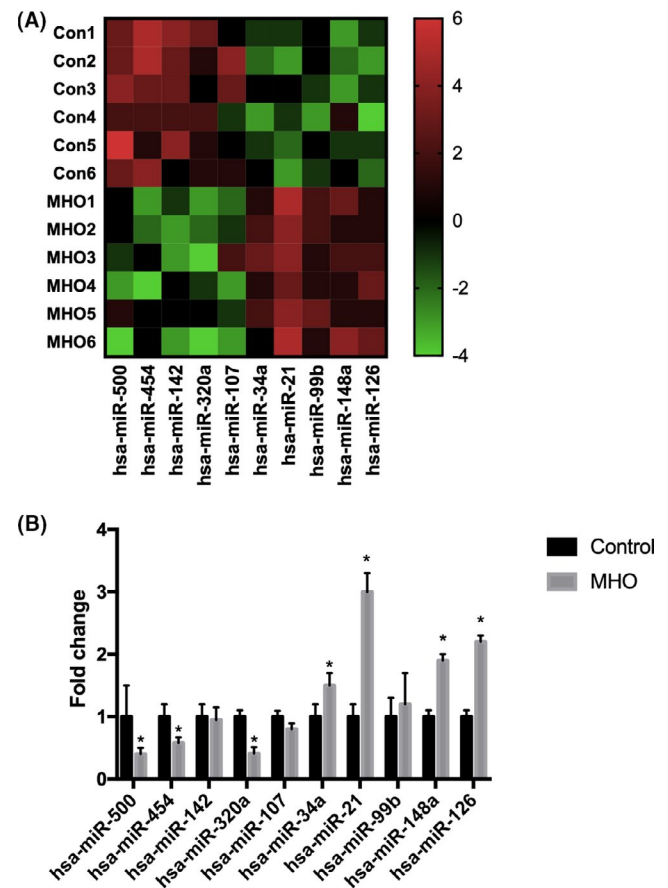 (A)
Con1
Con2
Con3
Con4
Con5
Con6
MHO1
MHO2
MHO3
MHO4
MHO5
MHO6
6
4
2
0
-2
-4
hsa-miR-500
hsa-miR-454
hsa-miR-142
hsa-miR-320a
hsa-miR-107
hsa-miR-34a
hsa-miR-21
hsa-miR-99b
hsa-miR-148a
hsa-miR-126
(B)
Fold change
4
3
2
1
0
*
*
*
*
*
*
*
Control
MHO
hsa-miR-500
hsa-miR-454
hsa-miR-142
hsa-miR-320a
hsa-miR-107
hsa-miR-34a
hsa-miR-21
hsa-miR-99b
hsa-miR-148a
hsa-miR-126